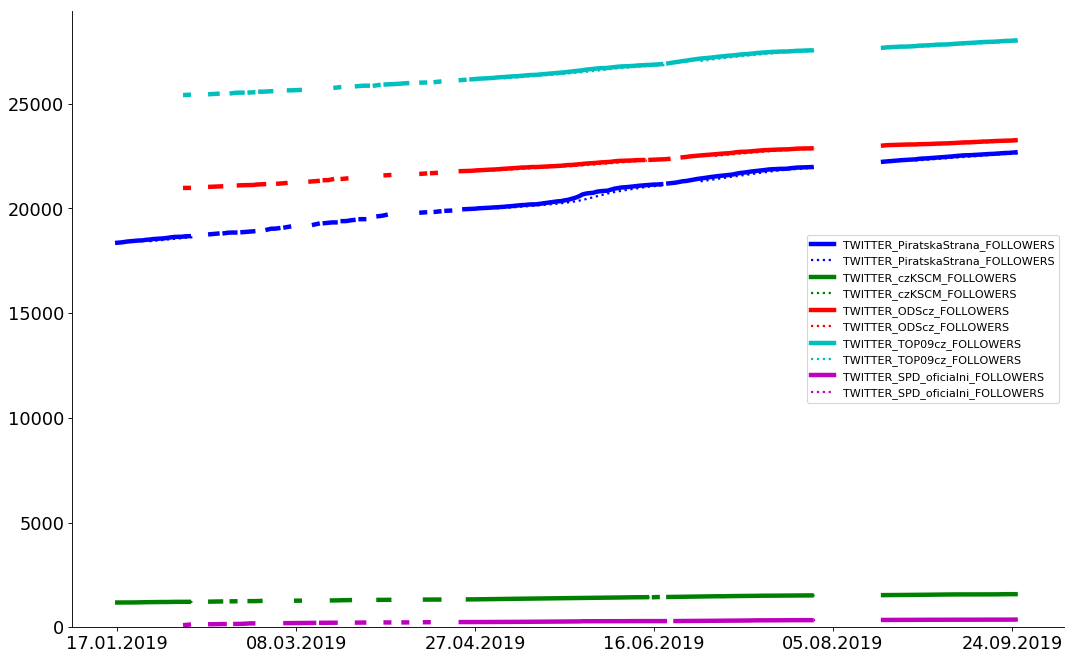 25000
20000
15000
10000
5000
0
17.01.2019 08.03.2019 27.04.2019 16.06.2019 05.08.2019 24.09.2019
TWITTER_PiratskaStrana_FOLLOWERS
TWITTER_PiratskaStrana_FOLLOWERS
TWITTER_czKSCM_FOLLOWERS
TWITTER_czKSCM_FOLLOWERS
TWITTER_ODScz_FOLLOWERS
TWITTER_ODScz_FOLLOWERS
TWITTER_TOP09cz_FOLLOWERS
TWITTER_TOP09cz_FOLLOWERS
TWITTER_SPD_oficialni_FOLLOWERS
TWITTER_SPD_oficialni_FOLLOWERS